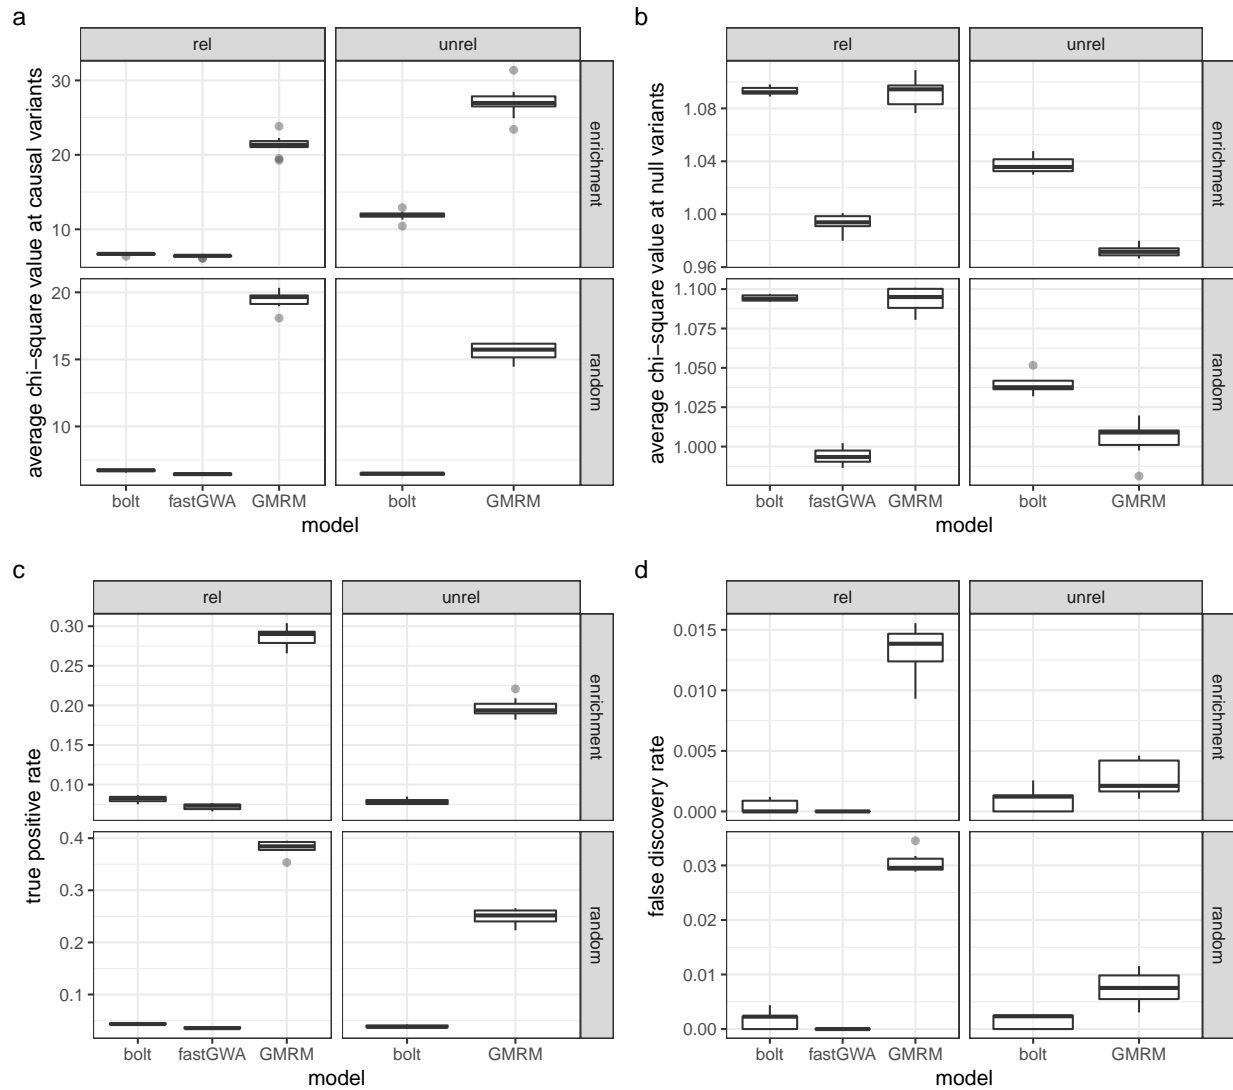 a
rel
unrel
average chi−square value at causal variants
30
20
10
enrichment
20
15
10
random
bolt
fastGWA
GMRM
bolt
GMRM
model
b
rel
unrel
average chi−square value at null variants
1.08
1.04
1.00
0.96
enrichment
1.100
1.075
1.050
1.025
1.000
random
bolt
fastGWA
GMRM
bolt
GMRM
model
c
rel
unrel
true positive rate
0.30
0.25
0.20
0.15
0.10
enrichment
0.4
0.3
0.2
0.1
random
bolt
fastGWA
GMRM
bolt
GMRM
model
d
rel
unrel
false discovery rate
0.015
0.010
0.005
0.000
enrichment
0.03
0.02
0.01
0.00
random
bolt
fastGWA
GMRM
bolt
GMRM
model